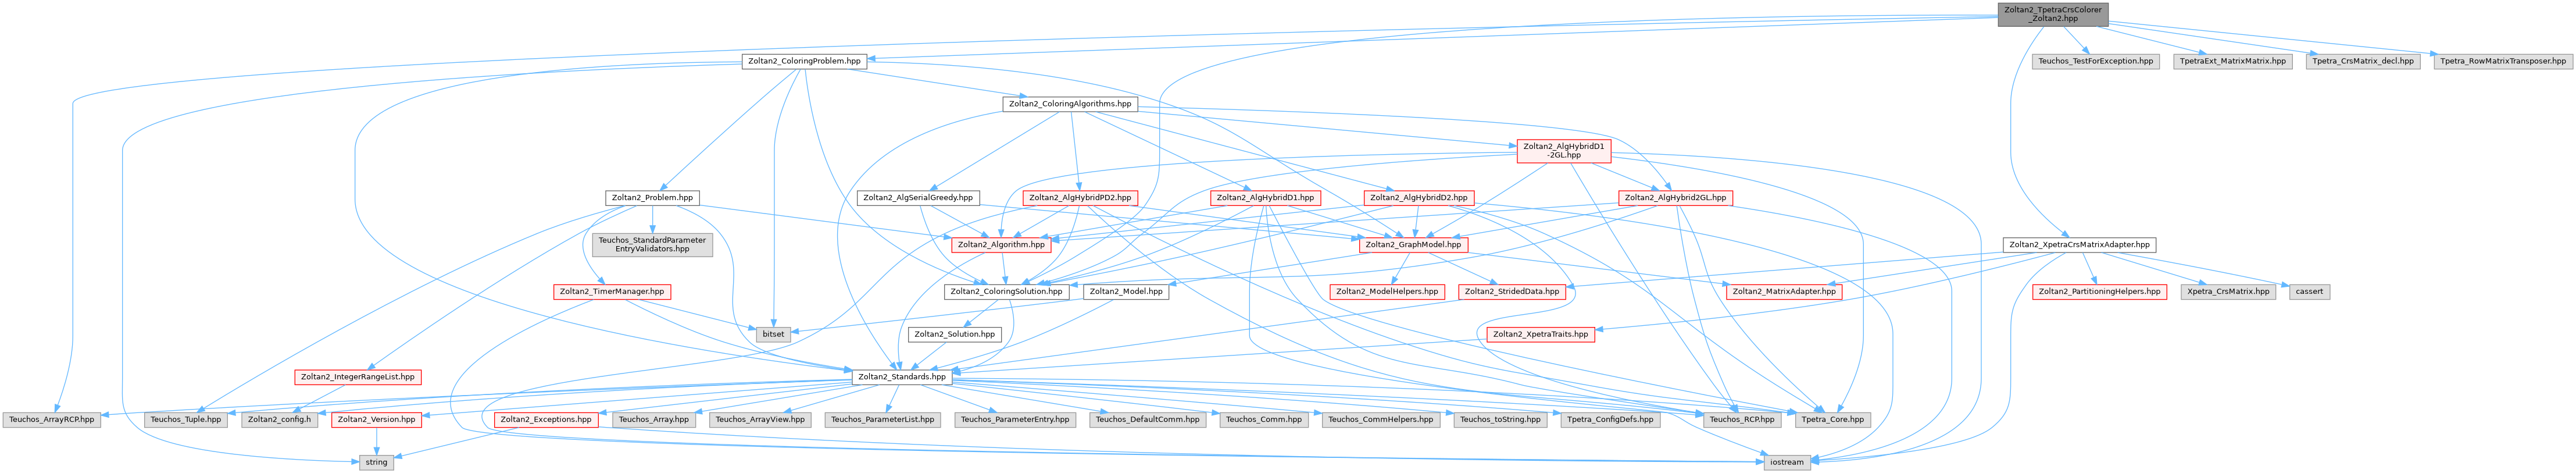 Zoltan2_TpetraCrsColorer
_Zoltan2.hpp
Zoltan2_ColoringProblem.hpp
Teuchos_TestForException.hpp
TpetraExt_MatrixMatrix.hpp
Tpetra_CrsMatrix_decl.hpp
Tpetra_RowMatrixTransposer.hpp
Zoltan2_ColoringAlgorithms.hpp
Zoltan2_AlgHybridD1
-2GL.hpp
Zoltan2_Problem.hpp
Zoltan2_AlgSerialGreedy.hpp
Zoltan2_AlgHybridPD2.hpp
Zoltan2_AlgHybridD1.hpp
Zoltan2_AlgHybridD2.hpp
Zoltan2_AlgHybrid2GL.hpp
Teuchos_StandardParameter
EntryValidators.hpp
Zoltan2_Algorithm.hpp
Zoltan2_GraphModel.hpp
Zoltan2_XpetraCrsMatrixAdapter.hpp
Zoltan2_TimerManager.hpp
Zoltan2_ColoringSolution.hpp
Zoltan2_Model.hpp
Zoltan2_ModelHelpers.hpp
Zoltan2_StridedData.hpp
Zoltan2_MatrixAdapter.hpp
Zoltan2_PartitioningHelpers.hpp
Xpetra_CrsMatrix.hpp
cassert
bitset
Zoltan2_Solution.hpp
Zoltan2_XpetraTraits.hpp
Zoltan2_IntegerRangeList.hpp
Zoltan2_Standards.hpp
Teuchos_ArrayRCP.hpp
Teuchos_Tuple.hpp
Zoltan2_config.h
Zoltan2_Version.hpp
Zoltan2_Exceptions.hpp
Teuchos_Array.hpp
Teuchos_ArrayView.hpp
Teuchos_ParameterList.hpp
Teuchos_ParameterEntry.hpp
Teuchos_DefaultComm.hpp
Teuchos_Comm.hpp
Teuchos_CommHelpers.hpp
Teuchos_toString.hpp
Tpetra_ConfigDefs.hpp
Teuchos_RCP.hpp
Tpetra_Core.hpp
string
iostream